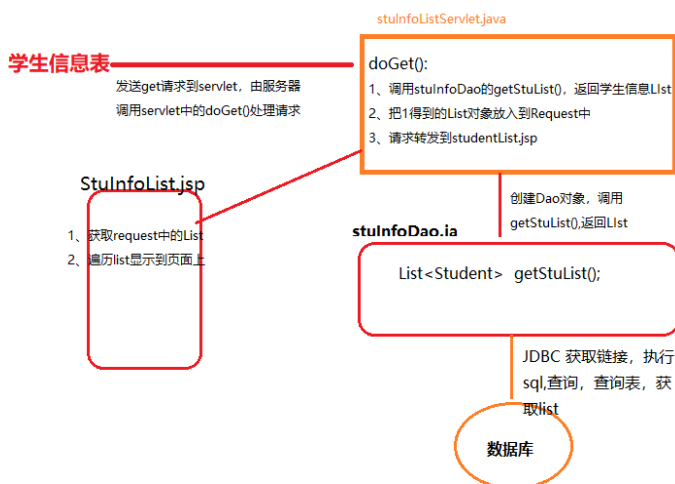 stuInfoListServlet.java
学生信息表
发送get请求到servlet，由服务器
调用servlet中的doGet()处理请求
doGet():
1、调用stuInfoDao的getStuList()，返回学生信息LIst
2、把1得到的List对象放入到Request中
3、请求转发到studentList.jsp
StuInfoList.jsp
1、获取request中的List
2、遍历list显示到页面上
创建Dao对象，调用
getStuList(),返回LIst
stuInfoDao.ja
List<Student> getStuList();
JDBC 获取链接，执行
sql,查询，查询表，获
取list
数据库